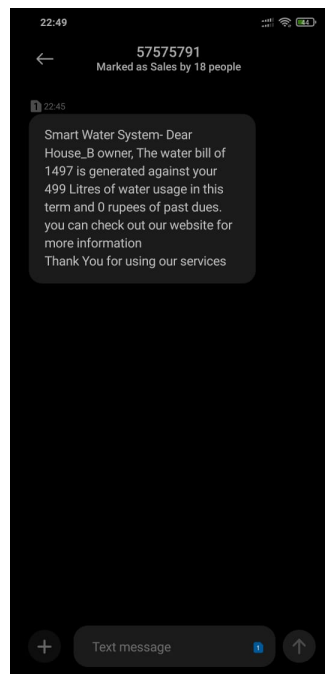 22:49
44
57575791
Marked as Sales by 18 people
1 22:45
Smart Water System- Dear
House_B owner, The water bill of
1497 is generated against your
499 Litres of water usage in this
term and 0 rupees of past dues.
you can check out our website for
more information
Thank You for using our services
Text message
1